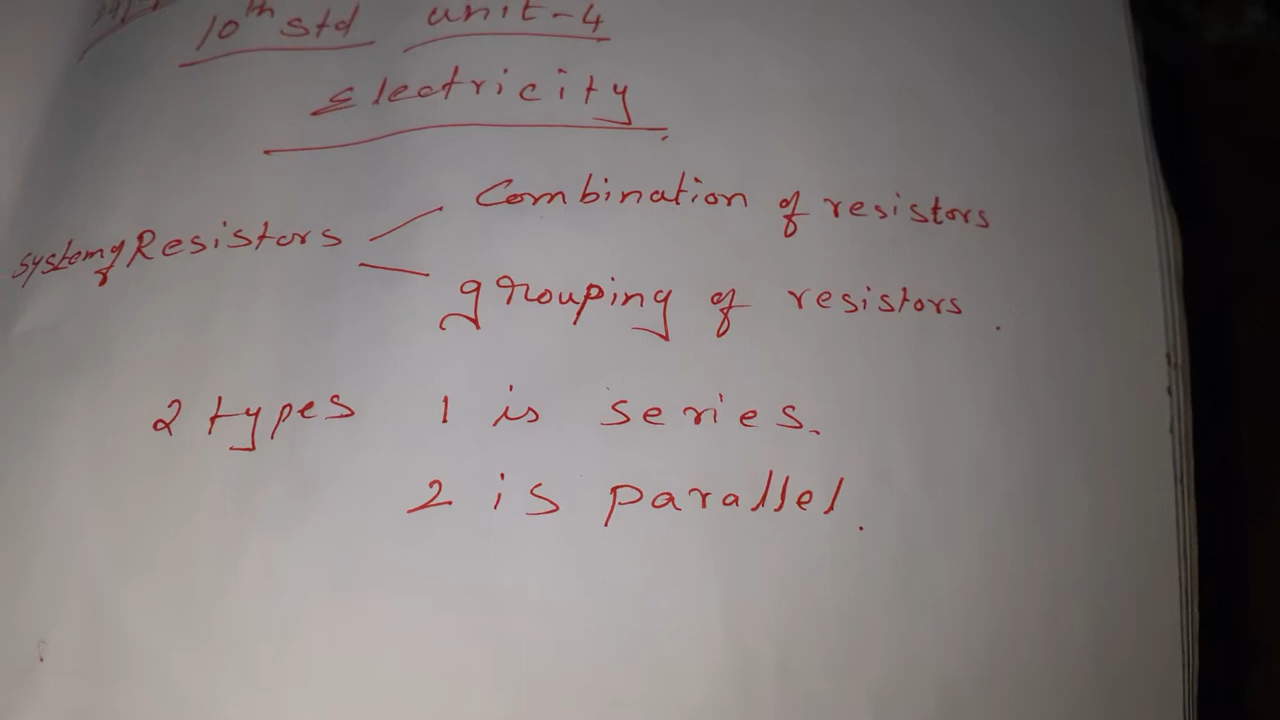 10th std unit-4
Electricity
Combination of resistors
system of Resistors
grouping of resistors.
2 types 1 is series.
2 is parallel.